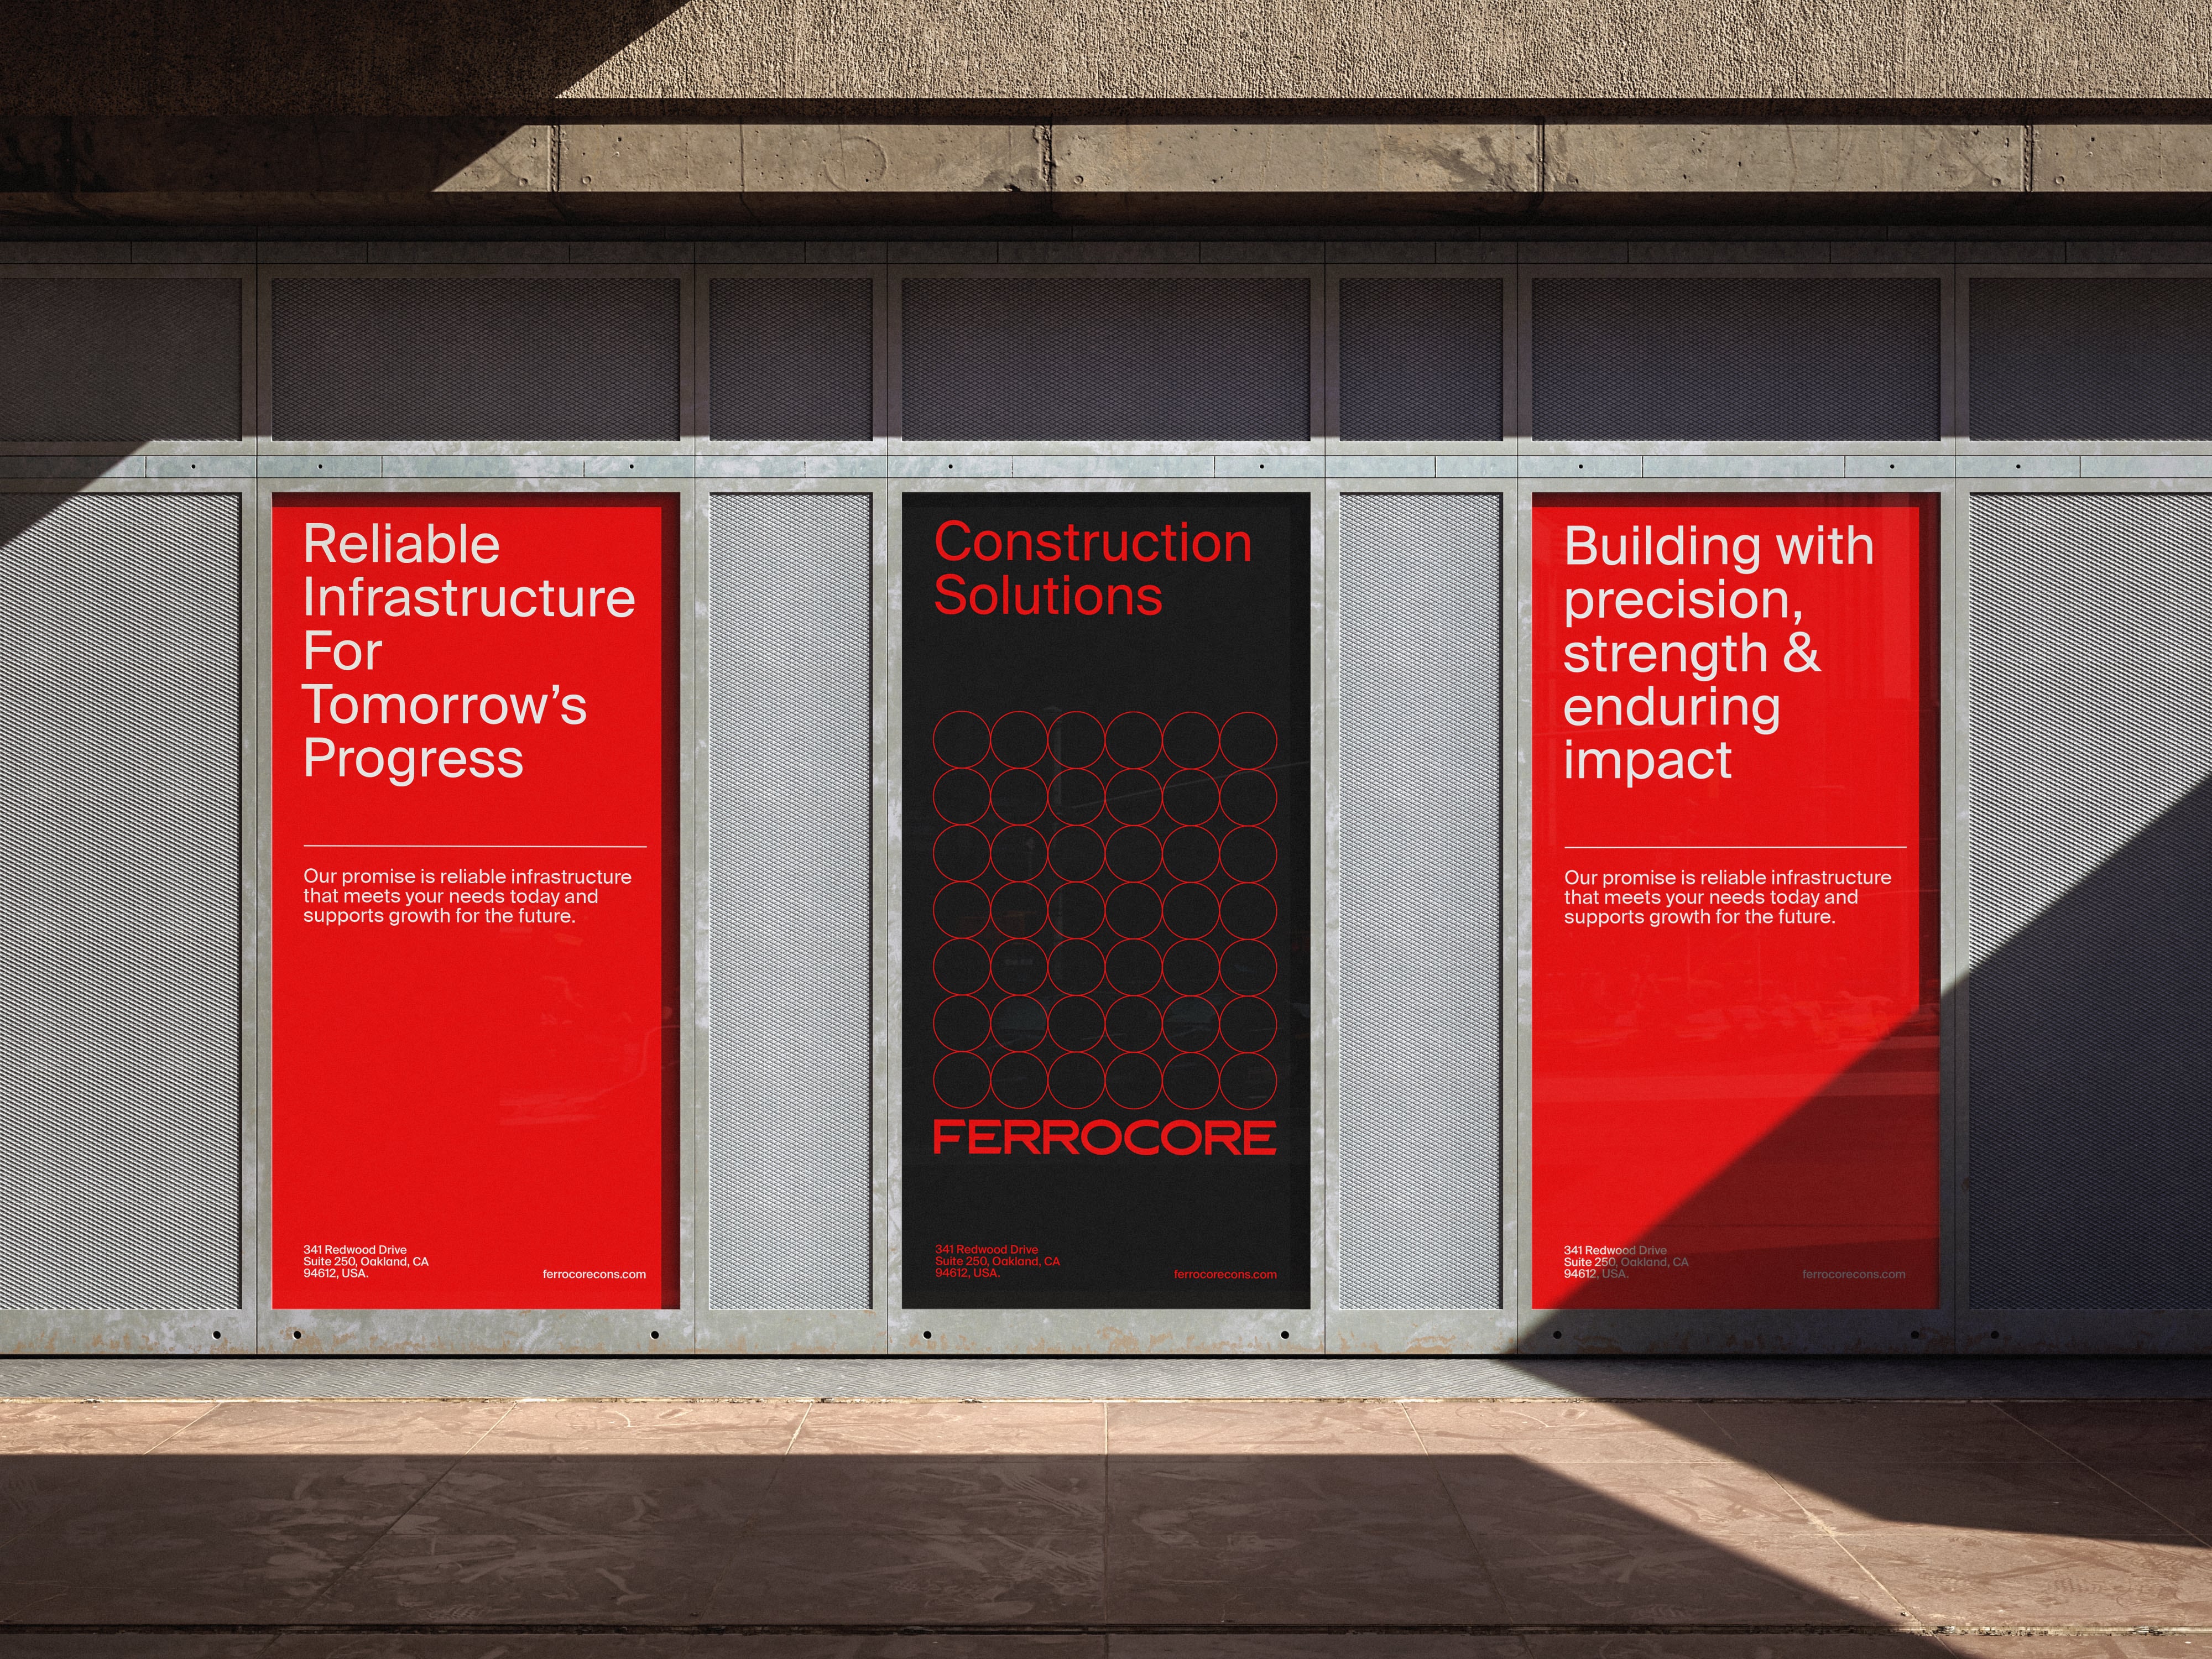 Reliable
Infrastructure
For
Tomorrow’s
Progress
Our promise is reliable infrastructure
that meets your needs today and
supports growth for the future.
341 Redwood Drive
Suite 250, Oakland, CA
94612, USA.
ferrocorecons.com
Construction
Solutions
FERROCORE
341 Redwood Drive
Suite 250, Oakland, CA
94612, USA.
ferrocorecons.com
Building with
precision,
strength &
enduring
impact
Our promise is reliable infrastructure
that meets your needs today and
supports growth for the future.
341 Redwood Drive
Suite 250, Oakland, CA
94612, USA.
ferrocorecons.com